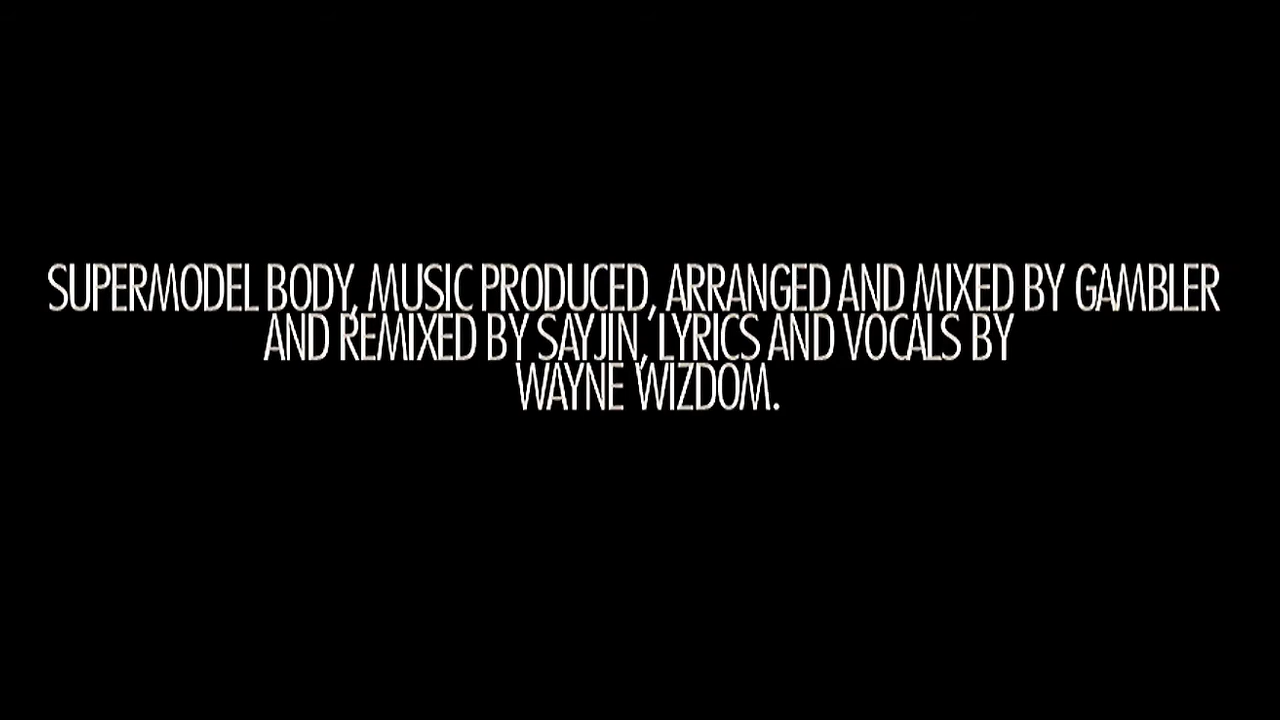 SUPERMODEL BODY, MUSIC PRODUCED, ARRANGED AND MIXED BY GAMBLER
AND REMIXED BY SAYJIN, LYRICS AND VOCALS BY
WAYNE WIZDOM.